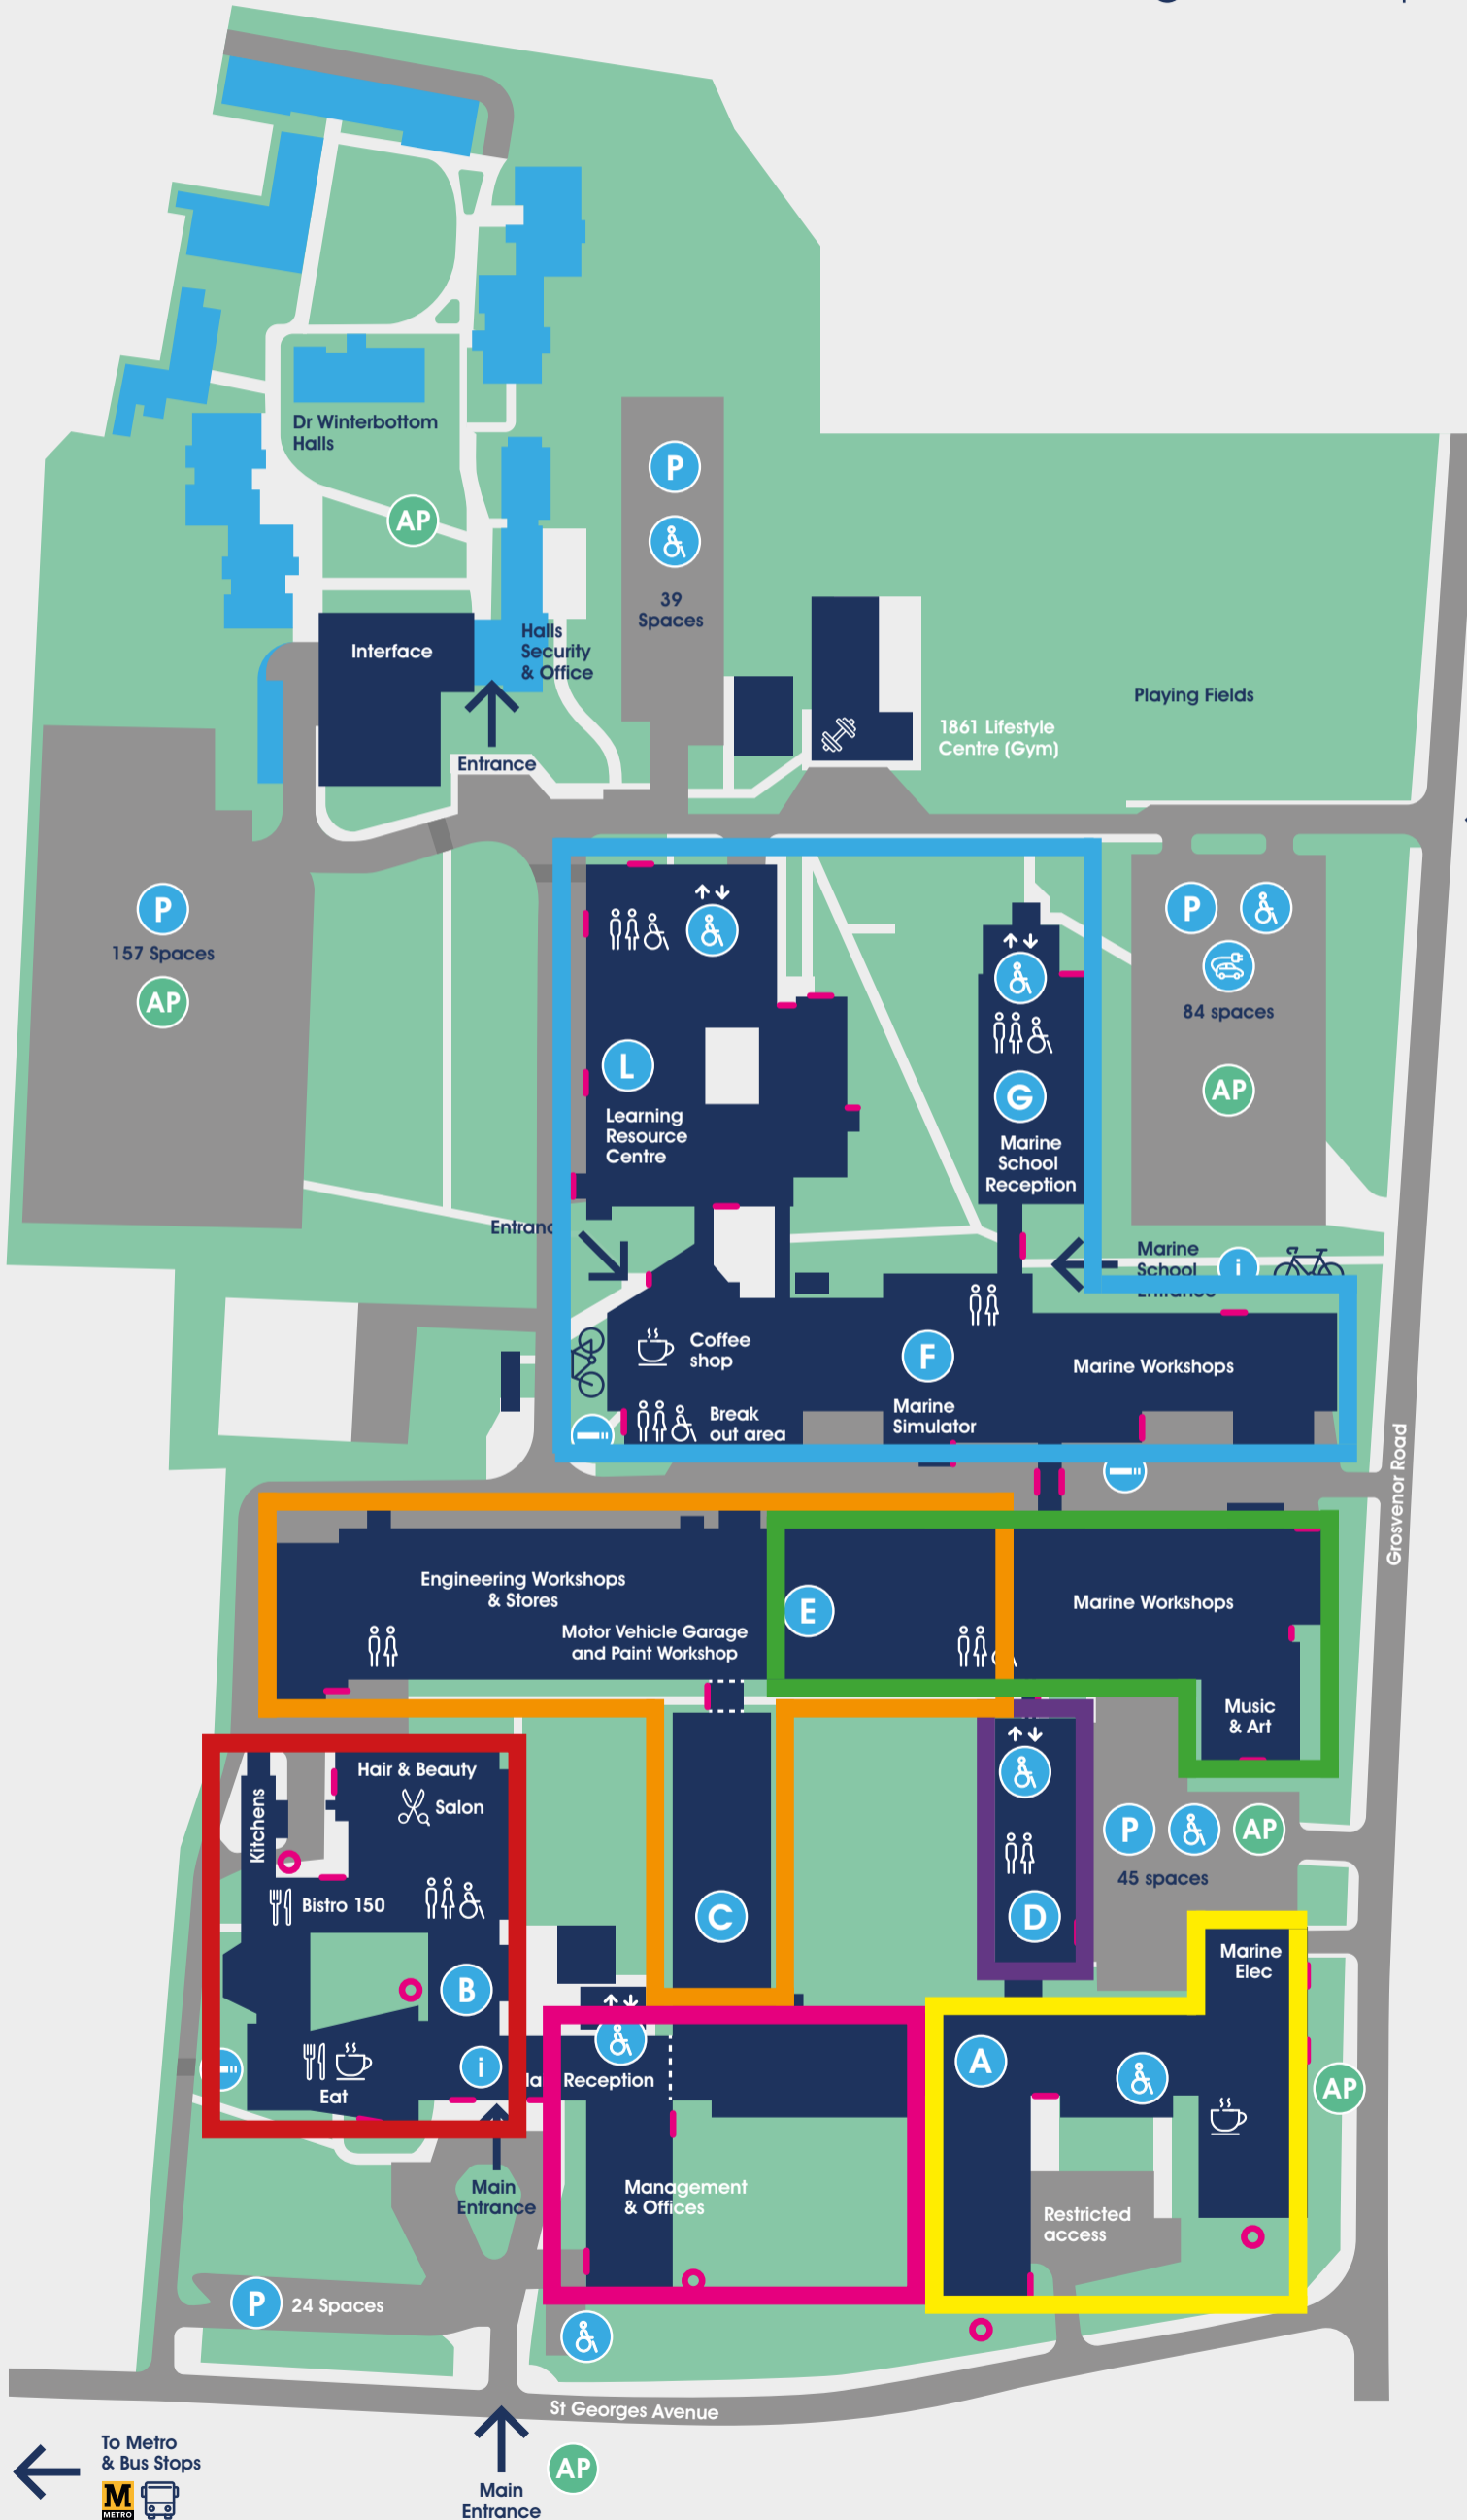 Dr Winterbottom
Halls
P
AP
39
Spaces
Interface
Halls
Security
& Office
Playing Fields
1861 Lifestyle
Centre (Gym)
Entrance
P
157 Spaces
AP
P
84 spaces
AP
L
Learning
Resource
Centre
G
Marine
School
Reception
Entranc
Marine
School
Entrance
i
Coffee
shop
F
Marine Workshops
Marine
Simulator
Break
out area
Grosvenor Road
Engineering Workshops
& Stores
E
Marine Workshops
Motor Vehicle Garage
and Paint Workshop
Music
& Art
Hair & Beauty
Salon
Kitchens
P
AP
45 spaces
Bistro 150
C
D
B
Marine
Elec
A
i
Reception
Eat
AP
Main
Entrance
Management
& Offices
Restricted
access
P
24 Spaces
St Georges Avenue
To Metro
& Bus Stops
M
METRO
AP
Main
Entrance